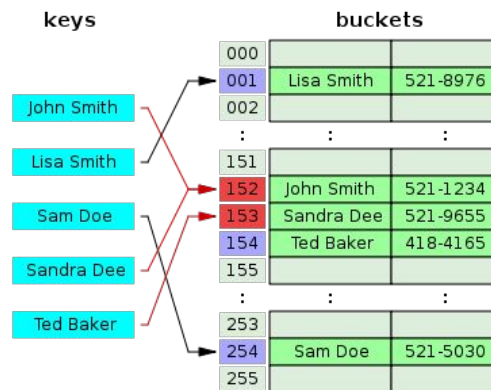 keys
buckets
000
001 Lisa Smith 521-8976
002
: : :
151
152 John Smith 521-1234
153 Sandra Dee 521-9655
154 Ted Baker 418-4165
155
: : :
253
254 Sam Doe 521-5030
255
John Smith
Lisa Smith
Sam Doe
Sandra Dee
Ted Baker